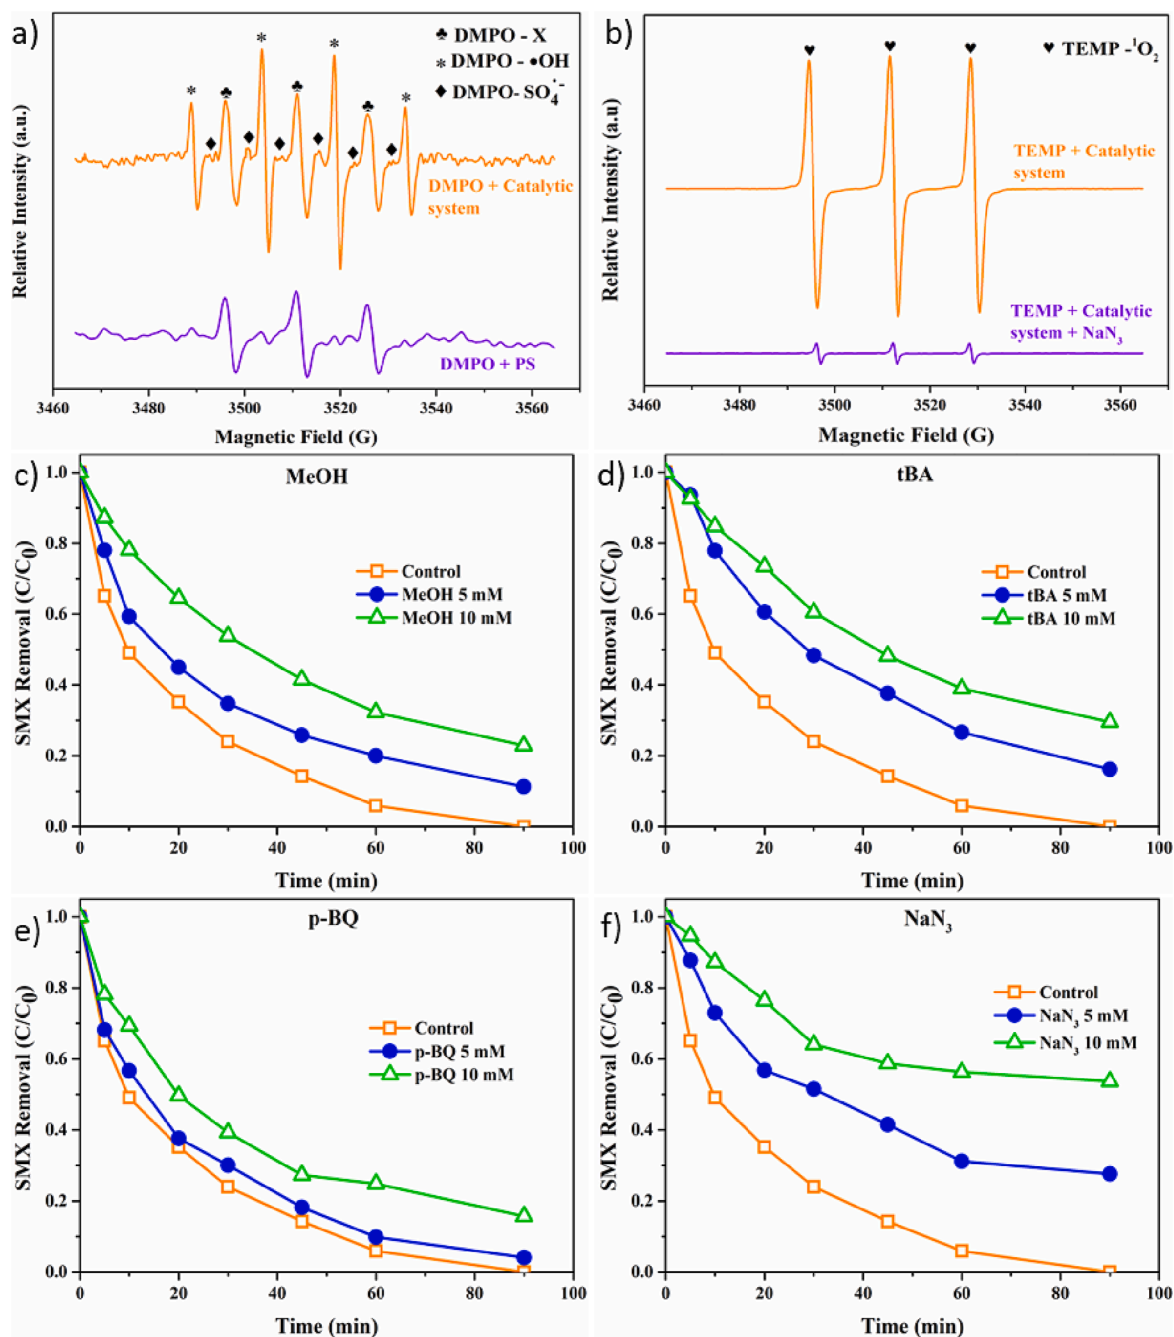 a)
♣ DMPO - X
* DMPO - •OH
♦ DMPO- SO₄˙⁻
* ♣ * ♣ * ♣ *
♦ ♦ ♦ ♦ ♦ ♦
DMPO + Catalytic
system
DMPO + PS
Relative Intensity (a.u.)
3460 3480 3500 3520 3540 3560
Magnetic Field (G)
b)
♥ TEMP -¹O₂
♥ ♥ ♥
TEMP + Catalytic
system
TEMP + Catalytic
system + NaN₃
Relative Intensity (a.u)
3460 3480 3500 3520 3540 3560
Magnetic Field (G)
c)
MeOH
Control
MeOH 5 mM
MeOH 10 mM
SMX Removal (C/C₀)
1.0
0.8
0.6
0.4
0.2
0.0
0 20 40 60 80 100
Time (min)
d)
tBA
Control
tBA 5 mM
tBA 10 mM
SMX Removal (C/C₀)
1.0
0.8
0.6
0.4
0.2
0.0
0 20 40 60 80 100
Time (min)
e)
p-BQ
Control
p-BQ 5 mM
p-BQ 10 mM
SMX Removal (C/C₀)
1.0
0.8
0.6
0.4
0.2
0.0
0 20 40 60 80 100
Time (min)
f)
NaN₃
Control
NaN₃ 5 mM
NaN₃ 10 mM
SMX Removal (C/C₀)
1.0
0.8
0.6
0.4
0.2
0.0
0 20 40 60 80 100
Time (min)